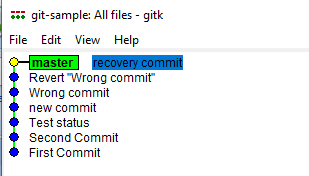 git-sample: All files - gitk
File Edit View Help
master recovery commit
Revert "Wrong commit"
Wrong commit
new commit
Test status
Second Commit
First Commit